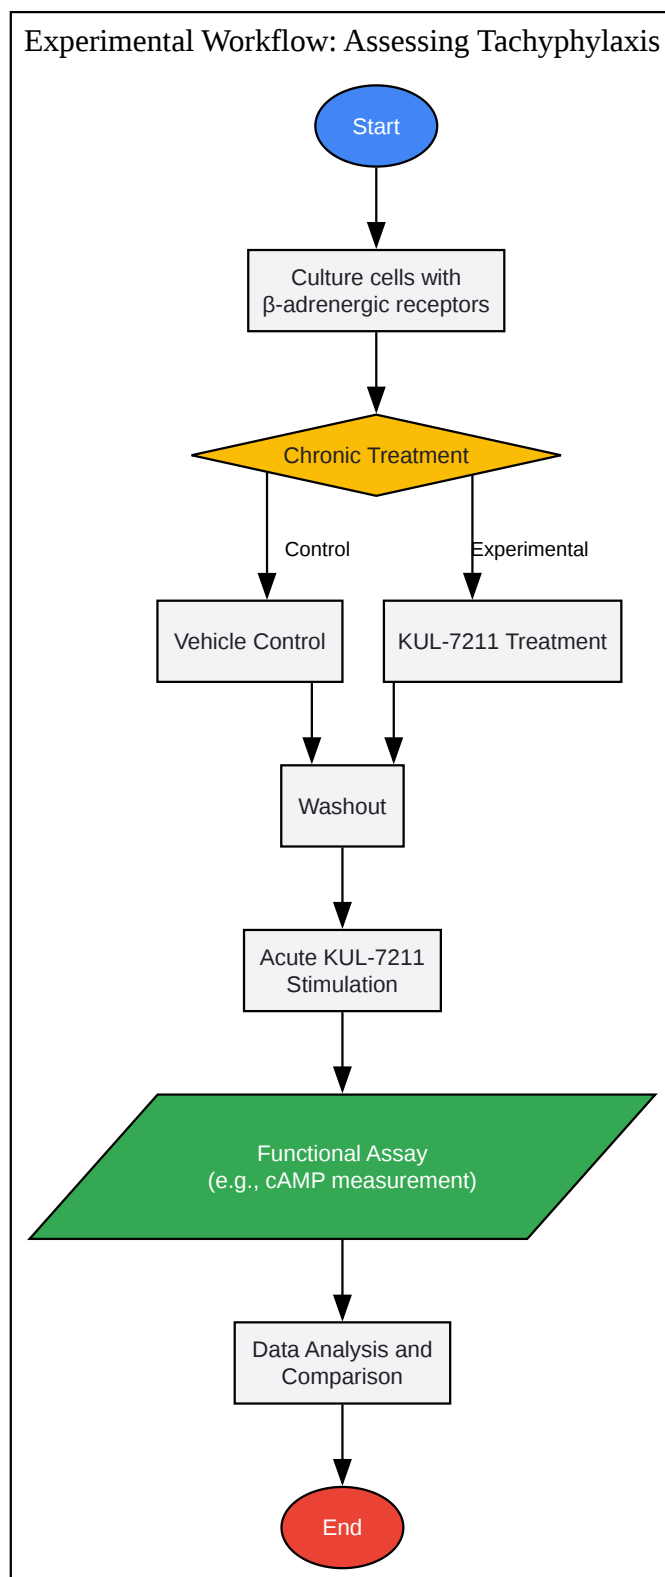 Experimental Workflow: Assessing Tachyphylaxis
Start
Culture cells with
β-adrenergic receptors
Chronic Treatment
Control
Experimental
Vehicle Control
KUL-7211 Treatment
Washout
Acute KUL-7211
Stimulation
Functional Assay
(e.g., cAMP measurement)
Data Analysis and
Comparison
End